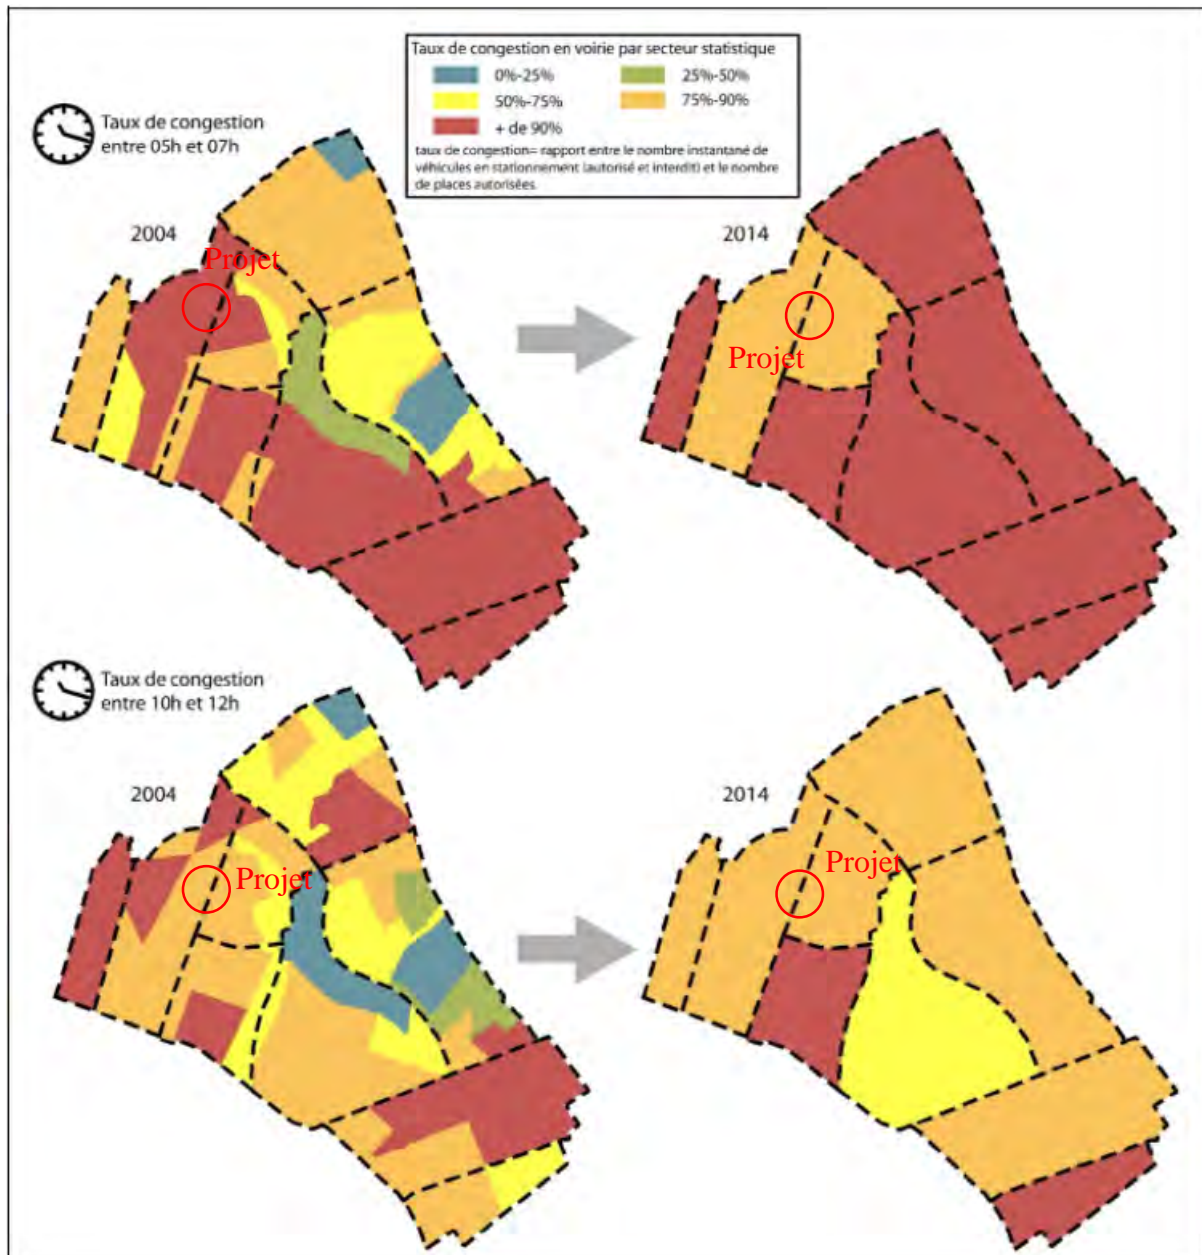 Taux de congestion en voirie par secteur statistique
0%-25%
25%-50%
50%-75%
75%-90%
+ de 90%
taux de congestion= rapport entre le nombre instantané de
véhicules en stationnement (autorisé et interdit) et le nombre
de places autorisées.
Taux de congestion
entre 05h et 07h
2004
Projet
2014
Projet
Taux de congestion
entre 10h et 12h
2004
Projet
2014
Projet